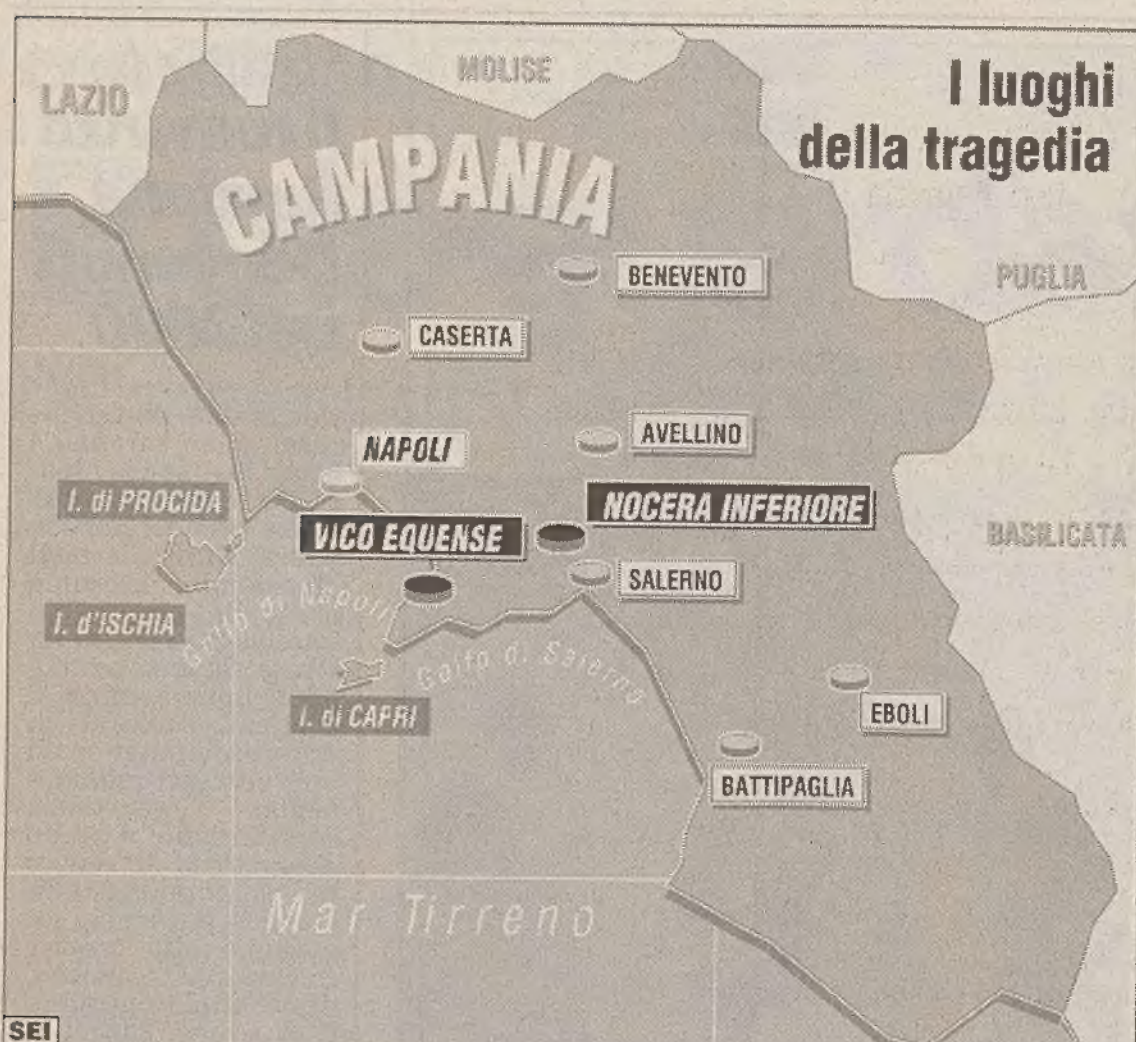 I luoghi
della tragedia
LAZIO
MOLISE
CAMPANIA
PUGLIA
BENEVENTO
CASERTA
NAPOLI
AVELLINO
I. di PROCIDA
NOCERA INFERIORE
VICO EQUENSE
BASILICATA
SALERNO
I. d'ISCHIA
Golfo di Napoli
Golfo di Salerno
I. di CAPRI
EBOLI
BATTIPAGLIA
Mar Tirreno
SEI